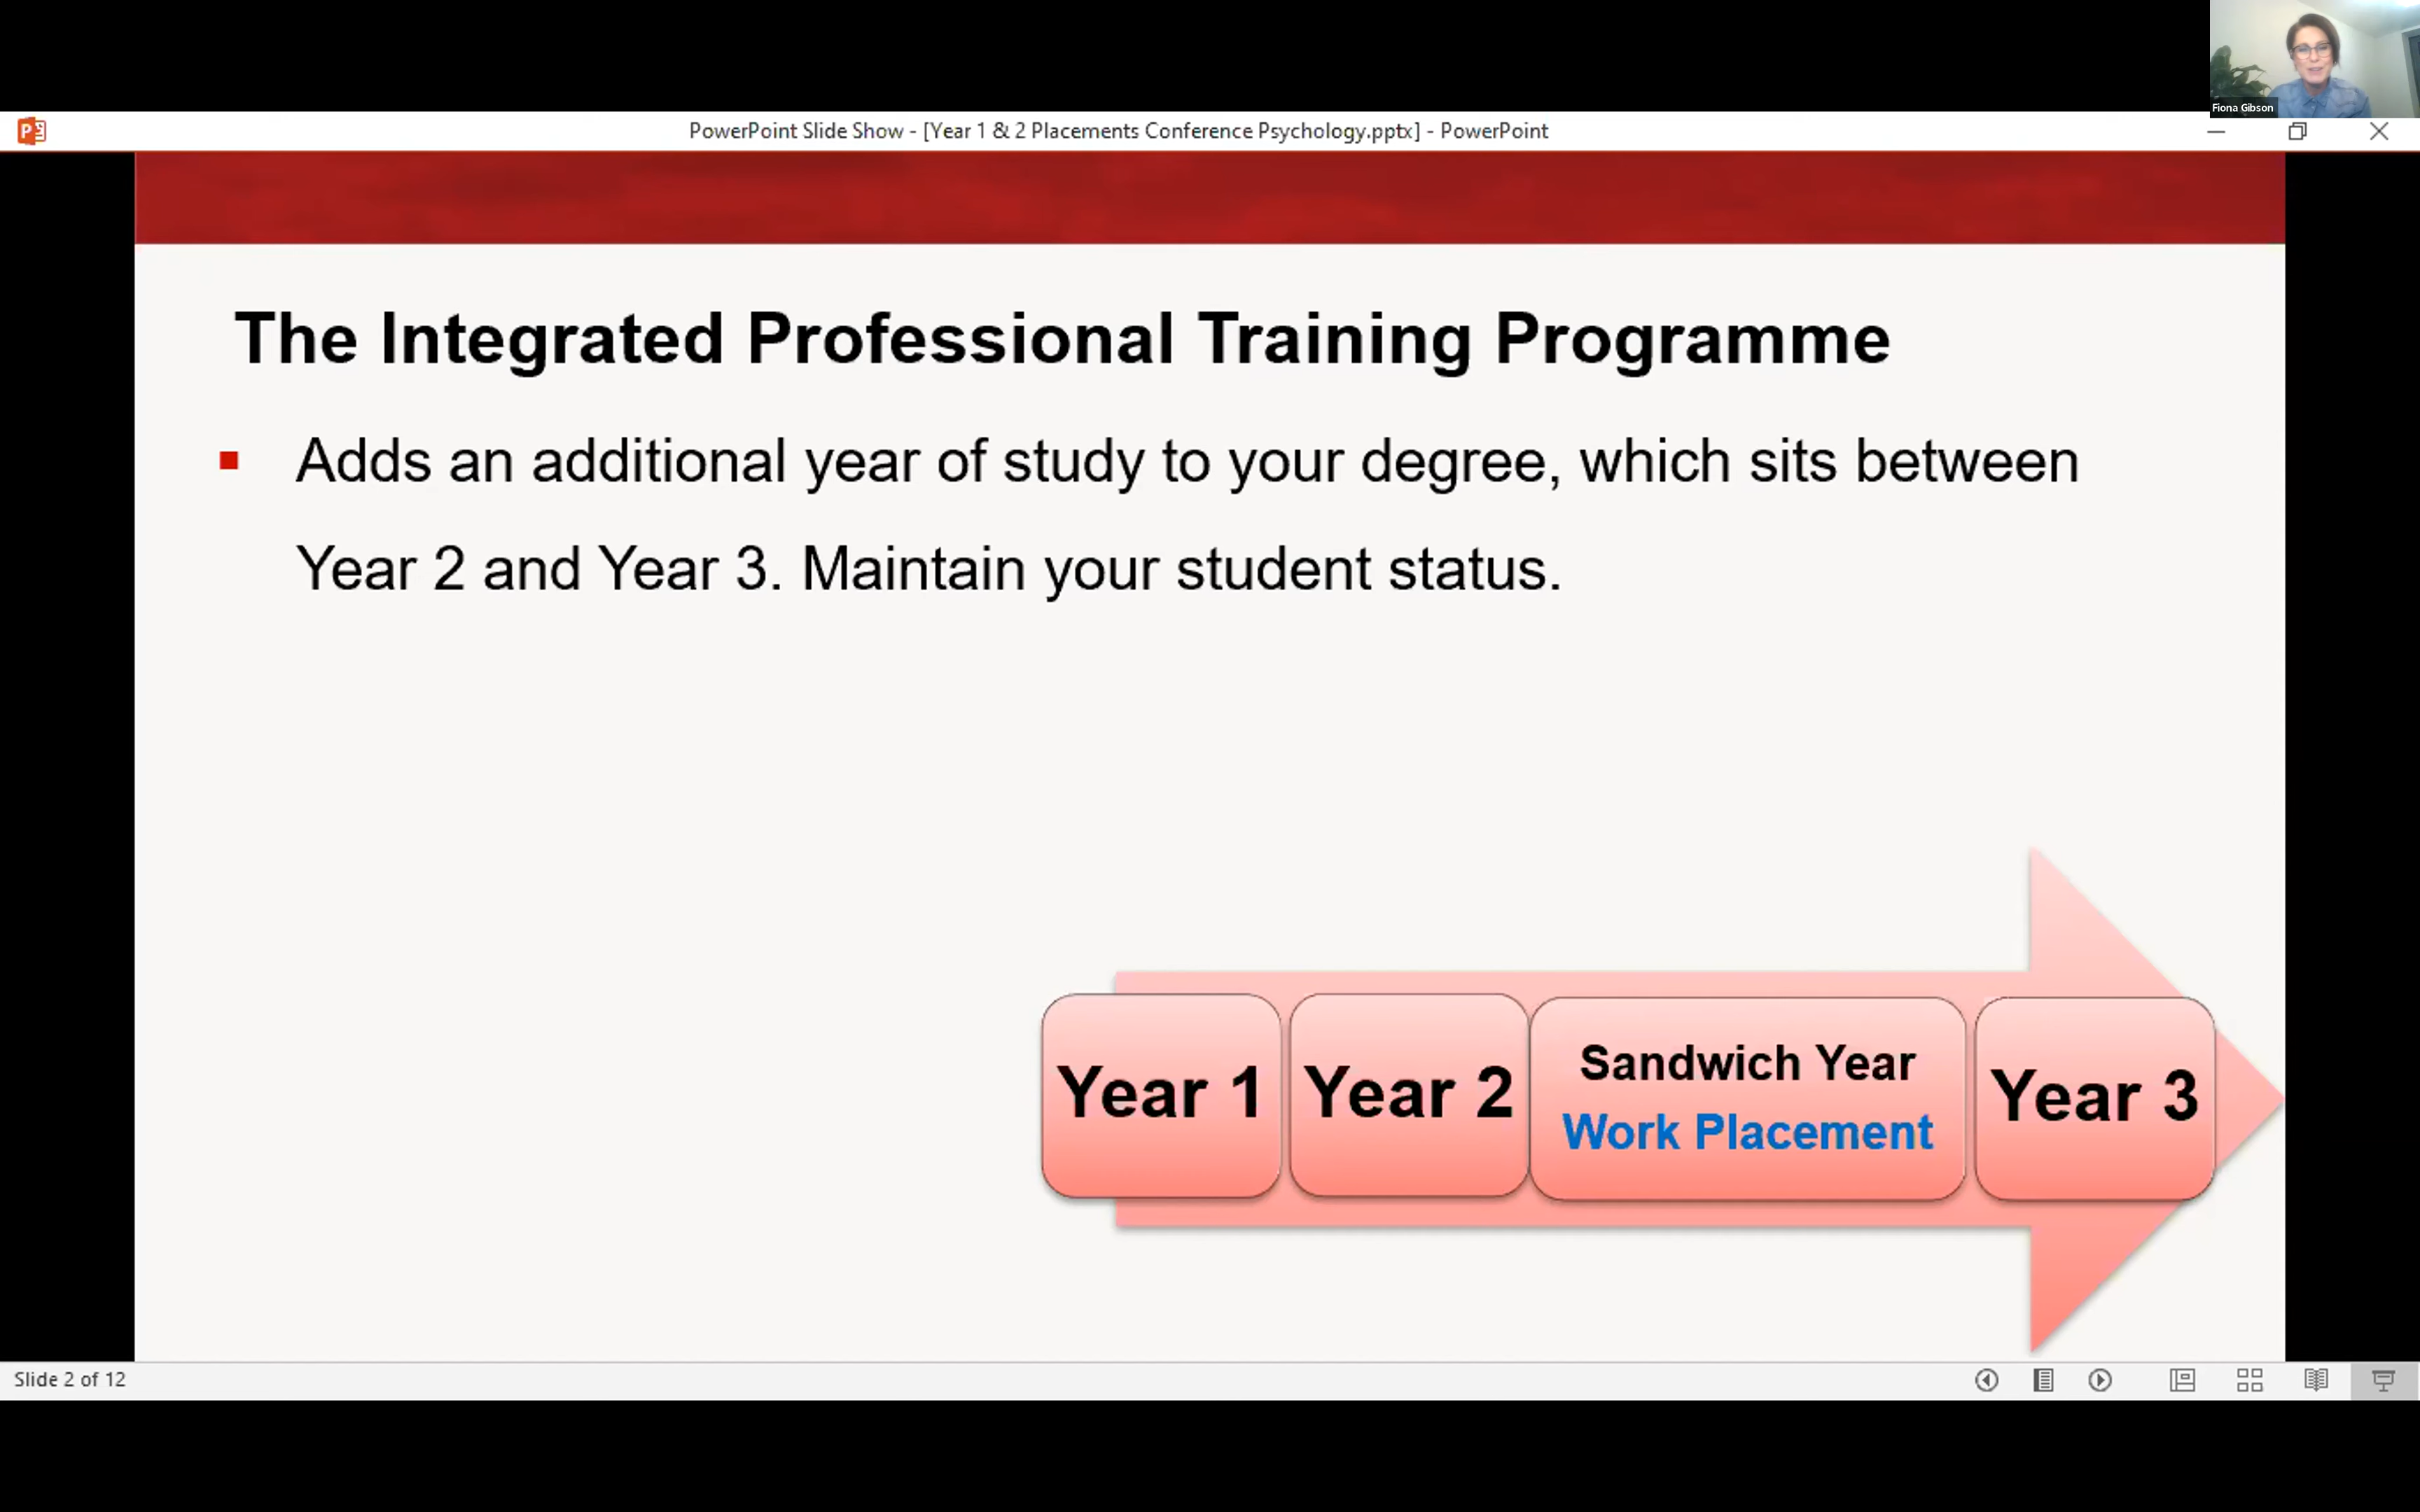 Fiona Gibson
PowerPoint Slide Show - [Year 1 & 2 Placements Conference Psychology.pptx] - PowerPoint
The Integrated Professional Training Programme
Adds an additional year of study to your degree, which sits between
Year 2 and Year 3. Maintain your student status.
Year 1
Year 2
Sandwich Year
Work Placement
Year 3
Slide 2 of 12